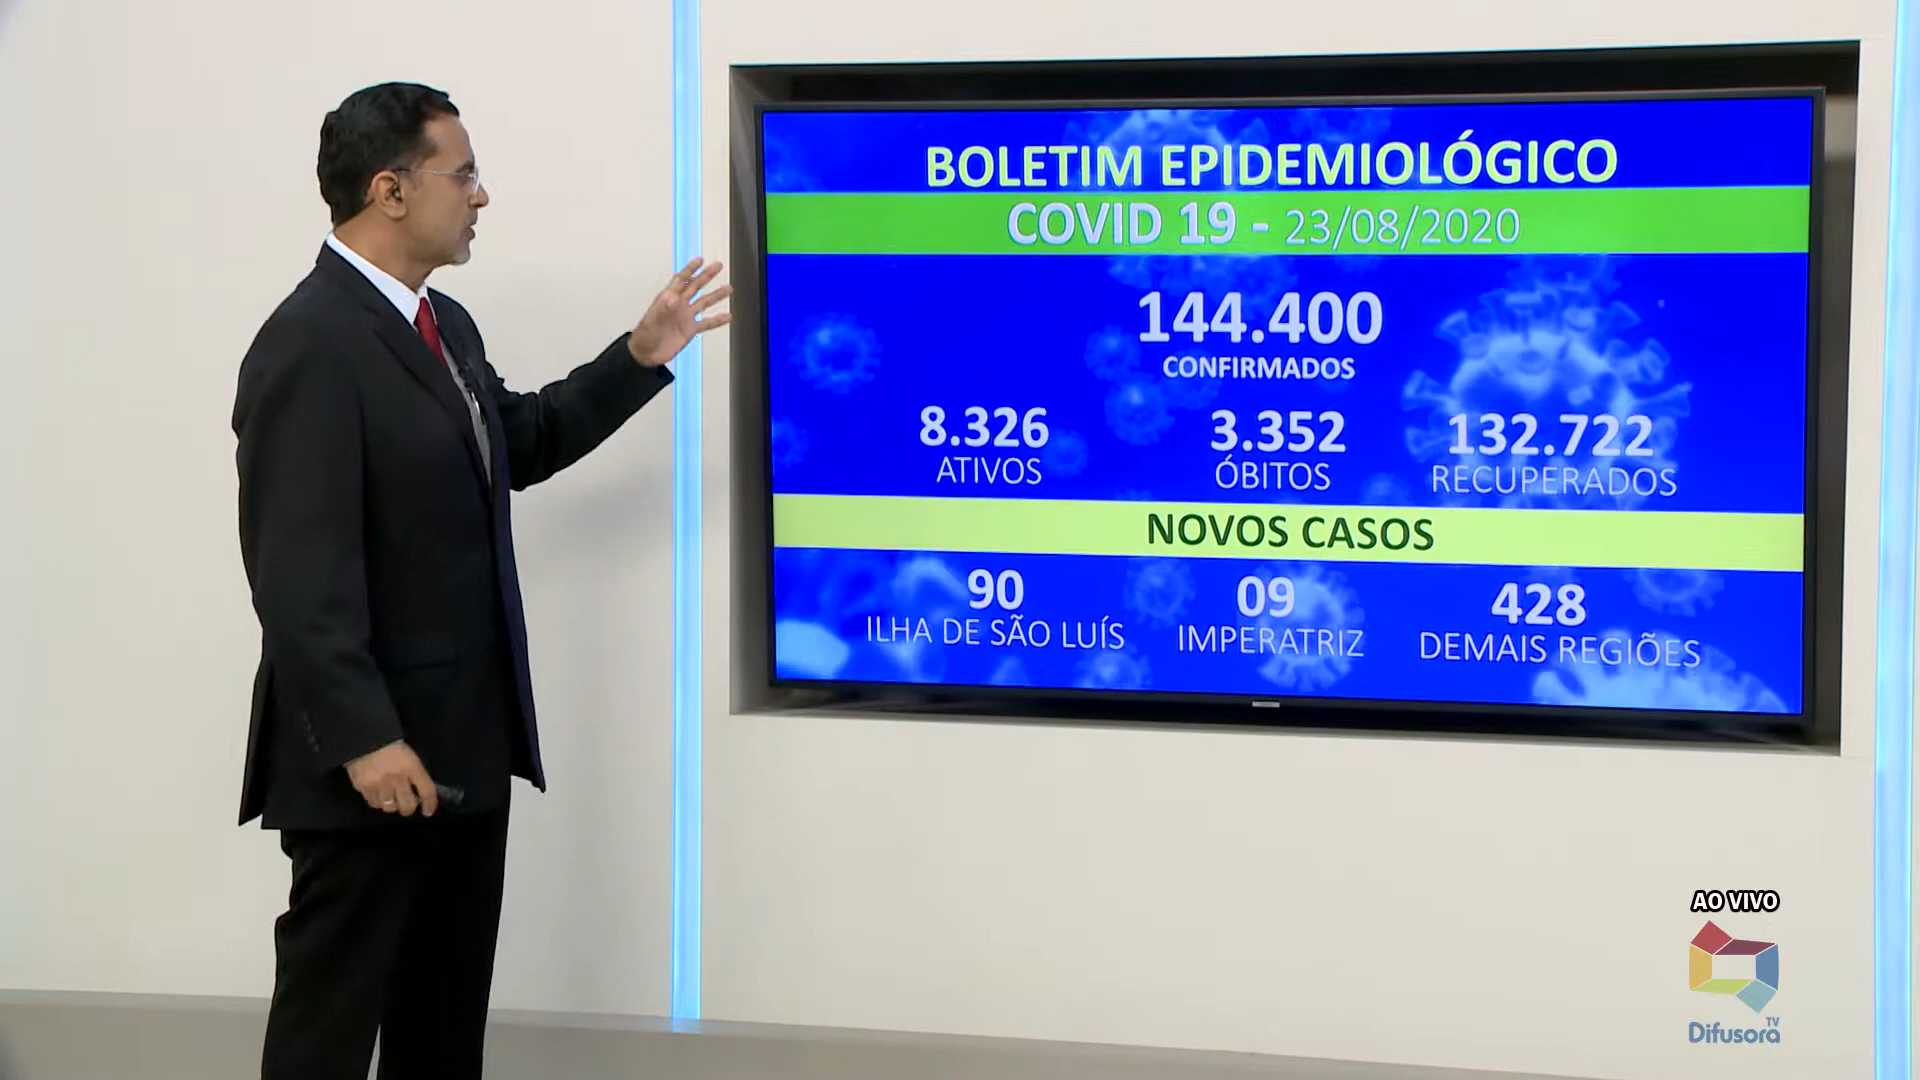 BOLETIM EPIDEMIOLÓGICO
COVID 19 - 23/08/2020
144.400
CONFIRMADOS
8.326 3.352 132.722
ATIVOS ÓBITOS RECUPERADOS
NOVOS CASOS
90 09 428
ILHA DE SÃO LUÍS IMPERATRIZ DEMAIS REGIÕES
AO VIVO
TV
Difusora